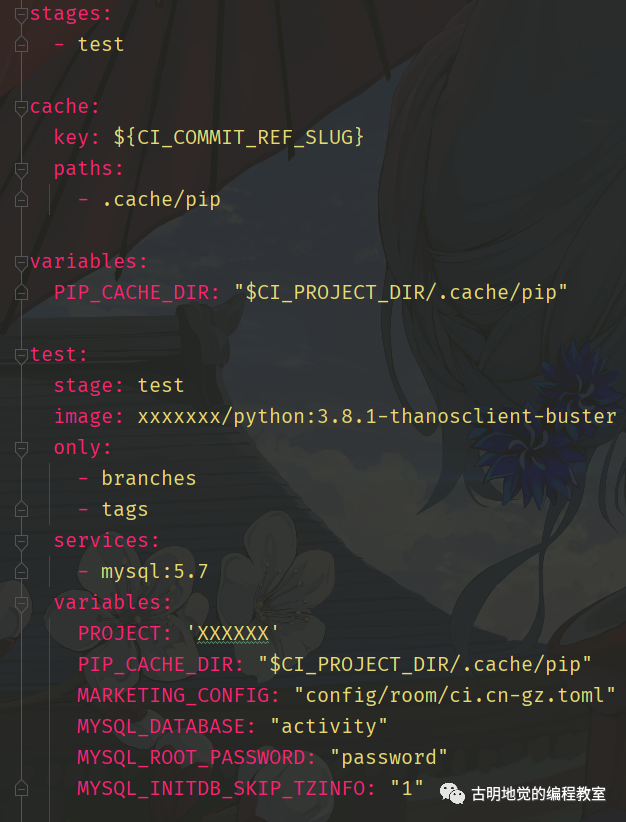 stages:
  - test
cache:
  key: ${CI_COMMIT_REF_SLUG}
  paths:
    - .cache/pip
variables:
  PIP_CACHE_DIR: "$CI_PROJECT_DIR/.cache/pip"
test:
  stage: test
  image: xxxxxxx/python:3.8.1-thanosclient-buster
  only:
    - branches
    - tags
  services:
    - mysql:5.7
  variables:
    PROJECT: 'XXXXXX'
    PIP_CACHE_DIR: "$CI_PROJECT_DIR/.cache/pip"
    MARKETING_CONFIG: "config/room/ci.cn-gz.toml"
    MYSQL_DATABASE: "activity"
    MYSQL_ROOT_PASSWORD: "password"
    MYSQL_INITDB_SKIP_TZINFO: "1"
古明地觉的编程教室